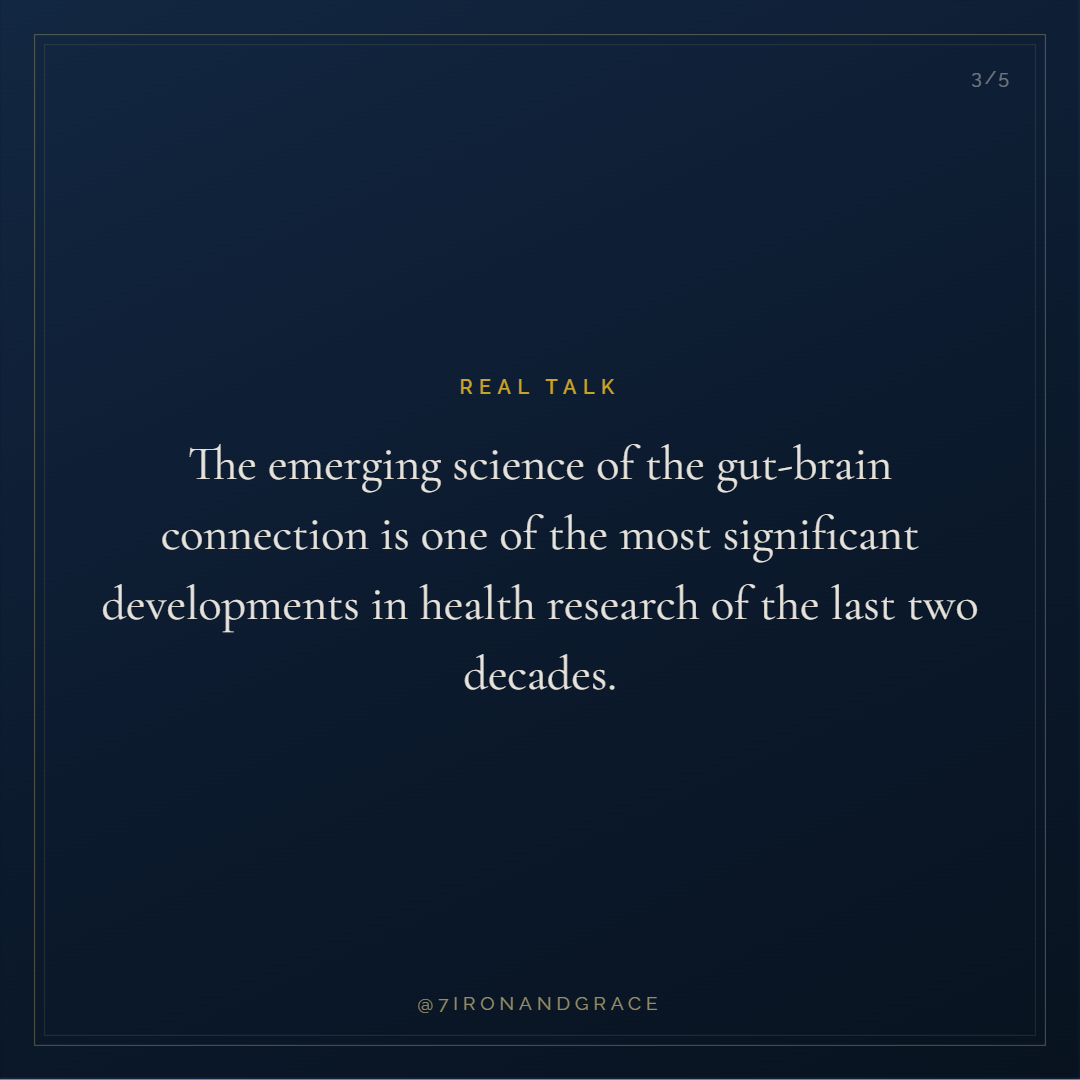 3/5
REAL TALK
The emerging science of the gut-brain
connection is one of the most significant
developments in health research of the last two
decades.
@7IRONANDGRACE